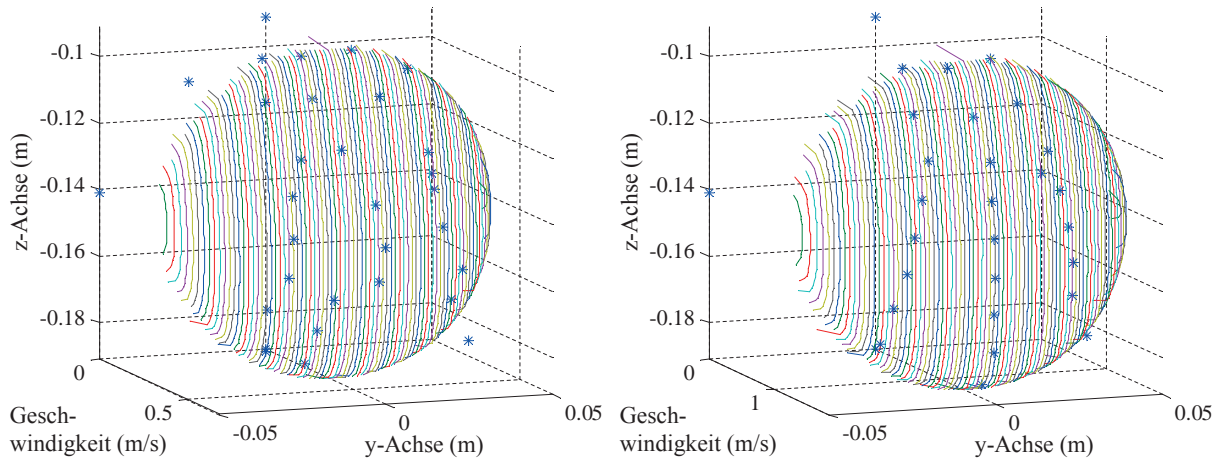 -0.1
-0.12
-0.14
-0.16
-0.18
z-Achse (m)
0
0.5
Gesch-
windigkeit (m/s)
-0.05
0
0.05
y-Achse (m)
-0.1
-0.12
-0.14
-0.16
-0.18
z-Achse (m)
0
1
Gesch-
windigkeit (m/s)
-0.05
0
0.05
y-Achse (m)